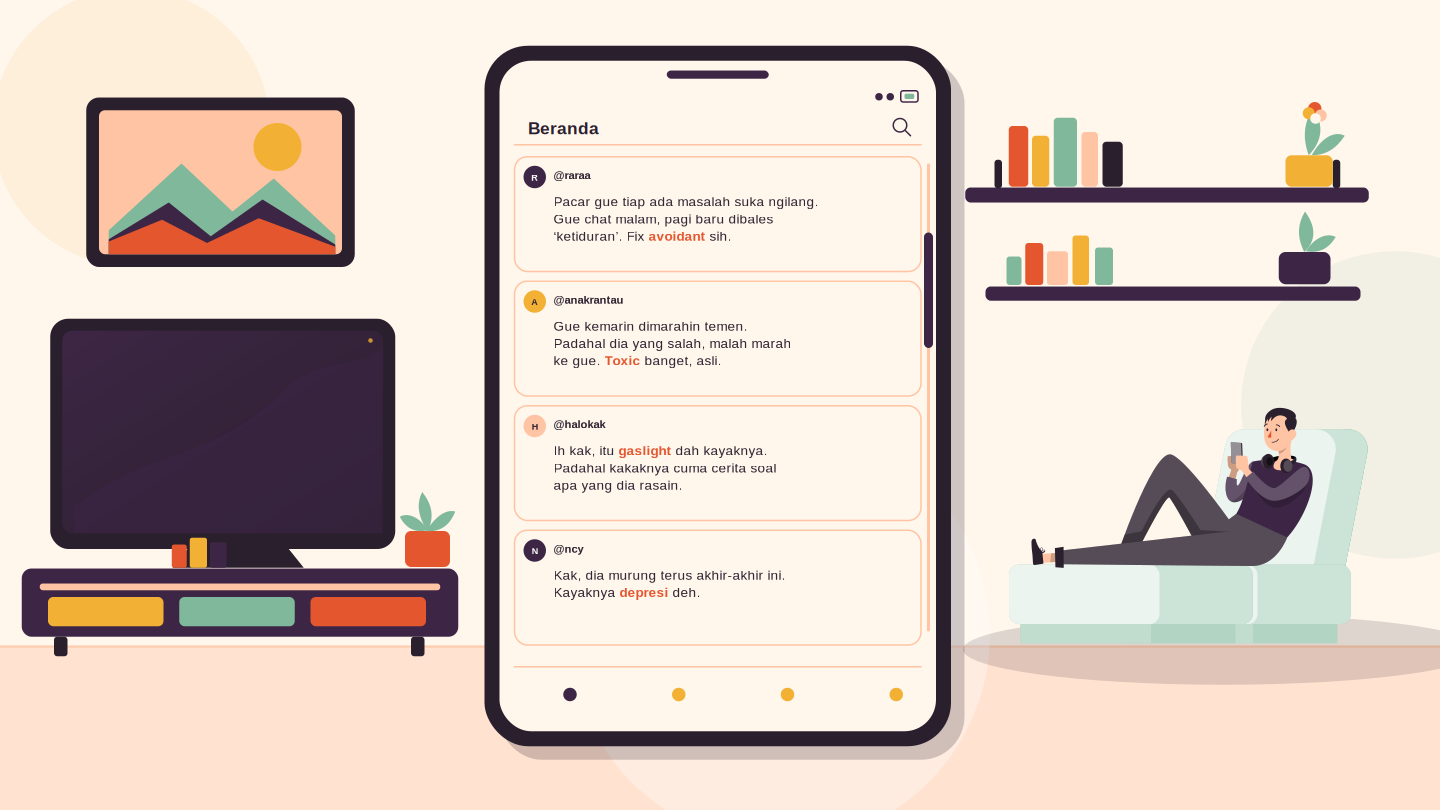 Beranda
R @raraa
Pacar gue tiap ada masalah suka ngilang.
Gue chat malam, pagi baru dibales
‘ketiduran’. Fix avoidant sih.
A @anakrantau
Gue kemarin dimarahin temen.
Padahal dia yang salah, malah marah
ke gue. Toxic banget, asli.
H @halokak
Ih kak, itu gaslight dah kayaknya.
Padahal kakaknya cuma cerita soal
apa yang dia rasain.
N @ncy
Kak, dia murung terus akhir-akhir ini.
Kayaknya depresi deh.